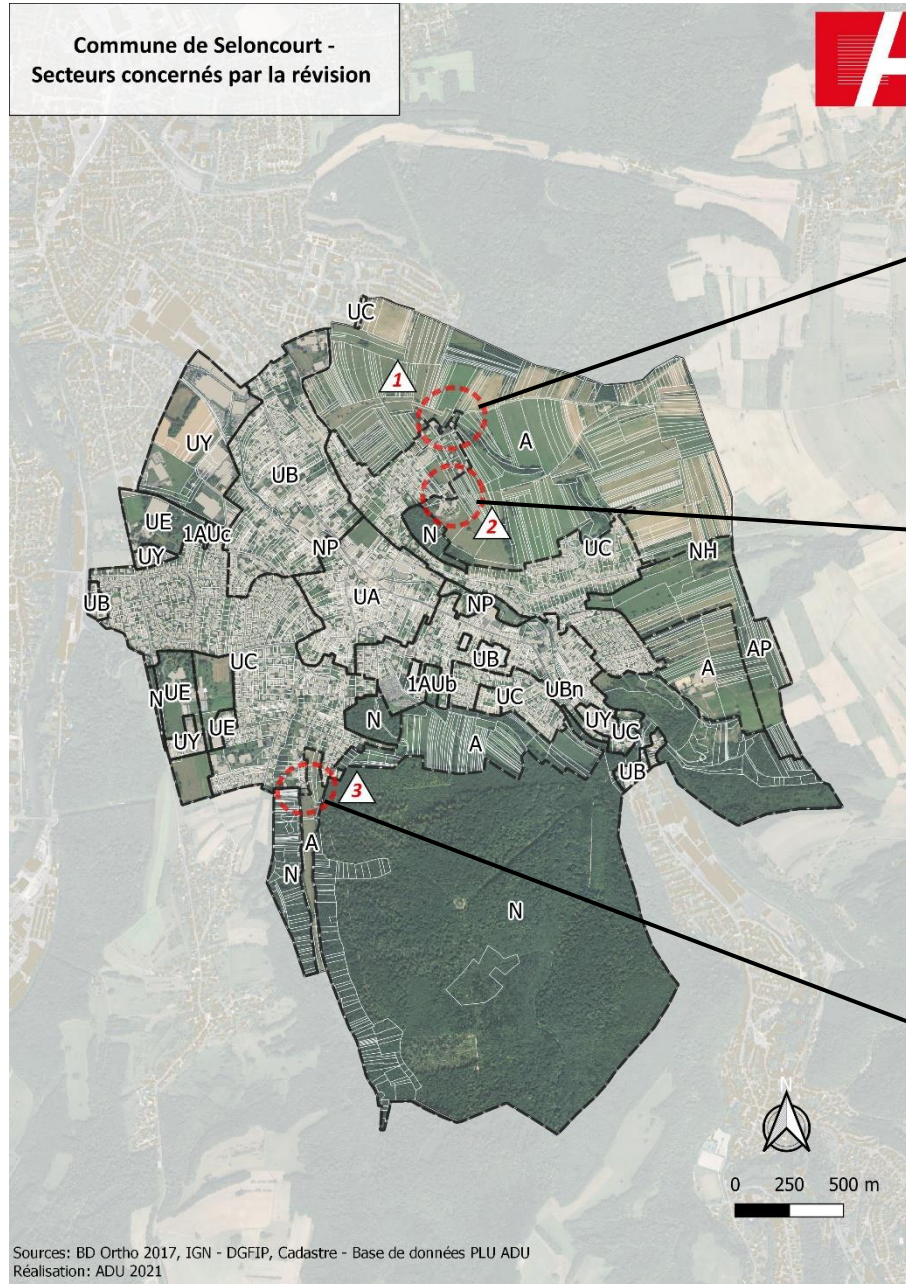 Commune de Seloncourt -
Secteurs concernés par la révision
A
UC
1
UY
UB
A
UE
1AUc
N
2
UC
NH
UY
NP
UB
UA
NP
UC
UB
AP
1AUb
A
N
UE
UC
UBn
UY
UE
N
UY
UC
A
UB
3
A
N
N
N
0 250 500 m
Sources: BD Ortho 2017, IGN - DGFIP, Cadastre - Base de données PLU ADU
Réalisation: ADU 2021